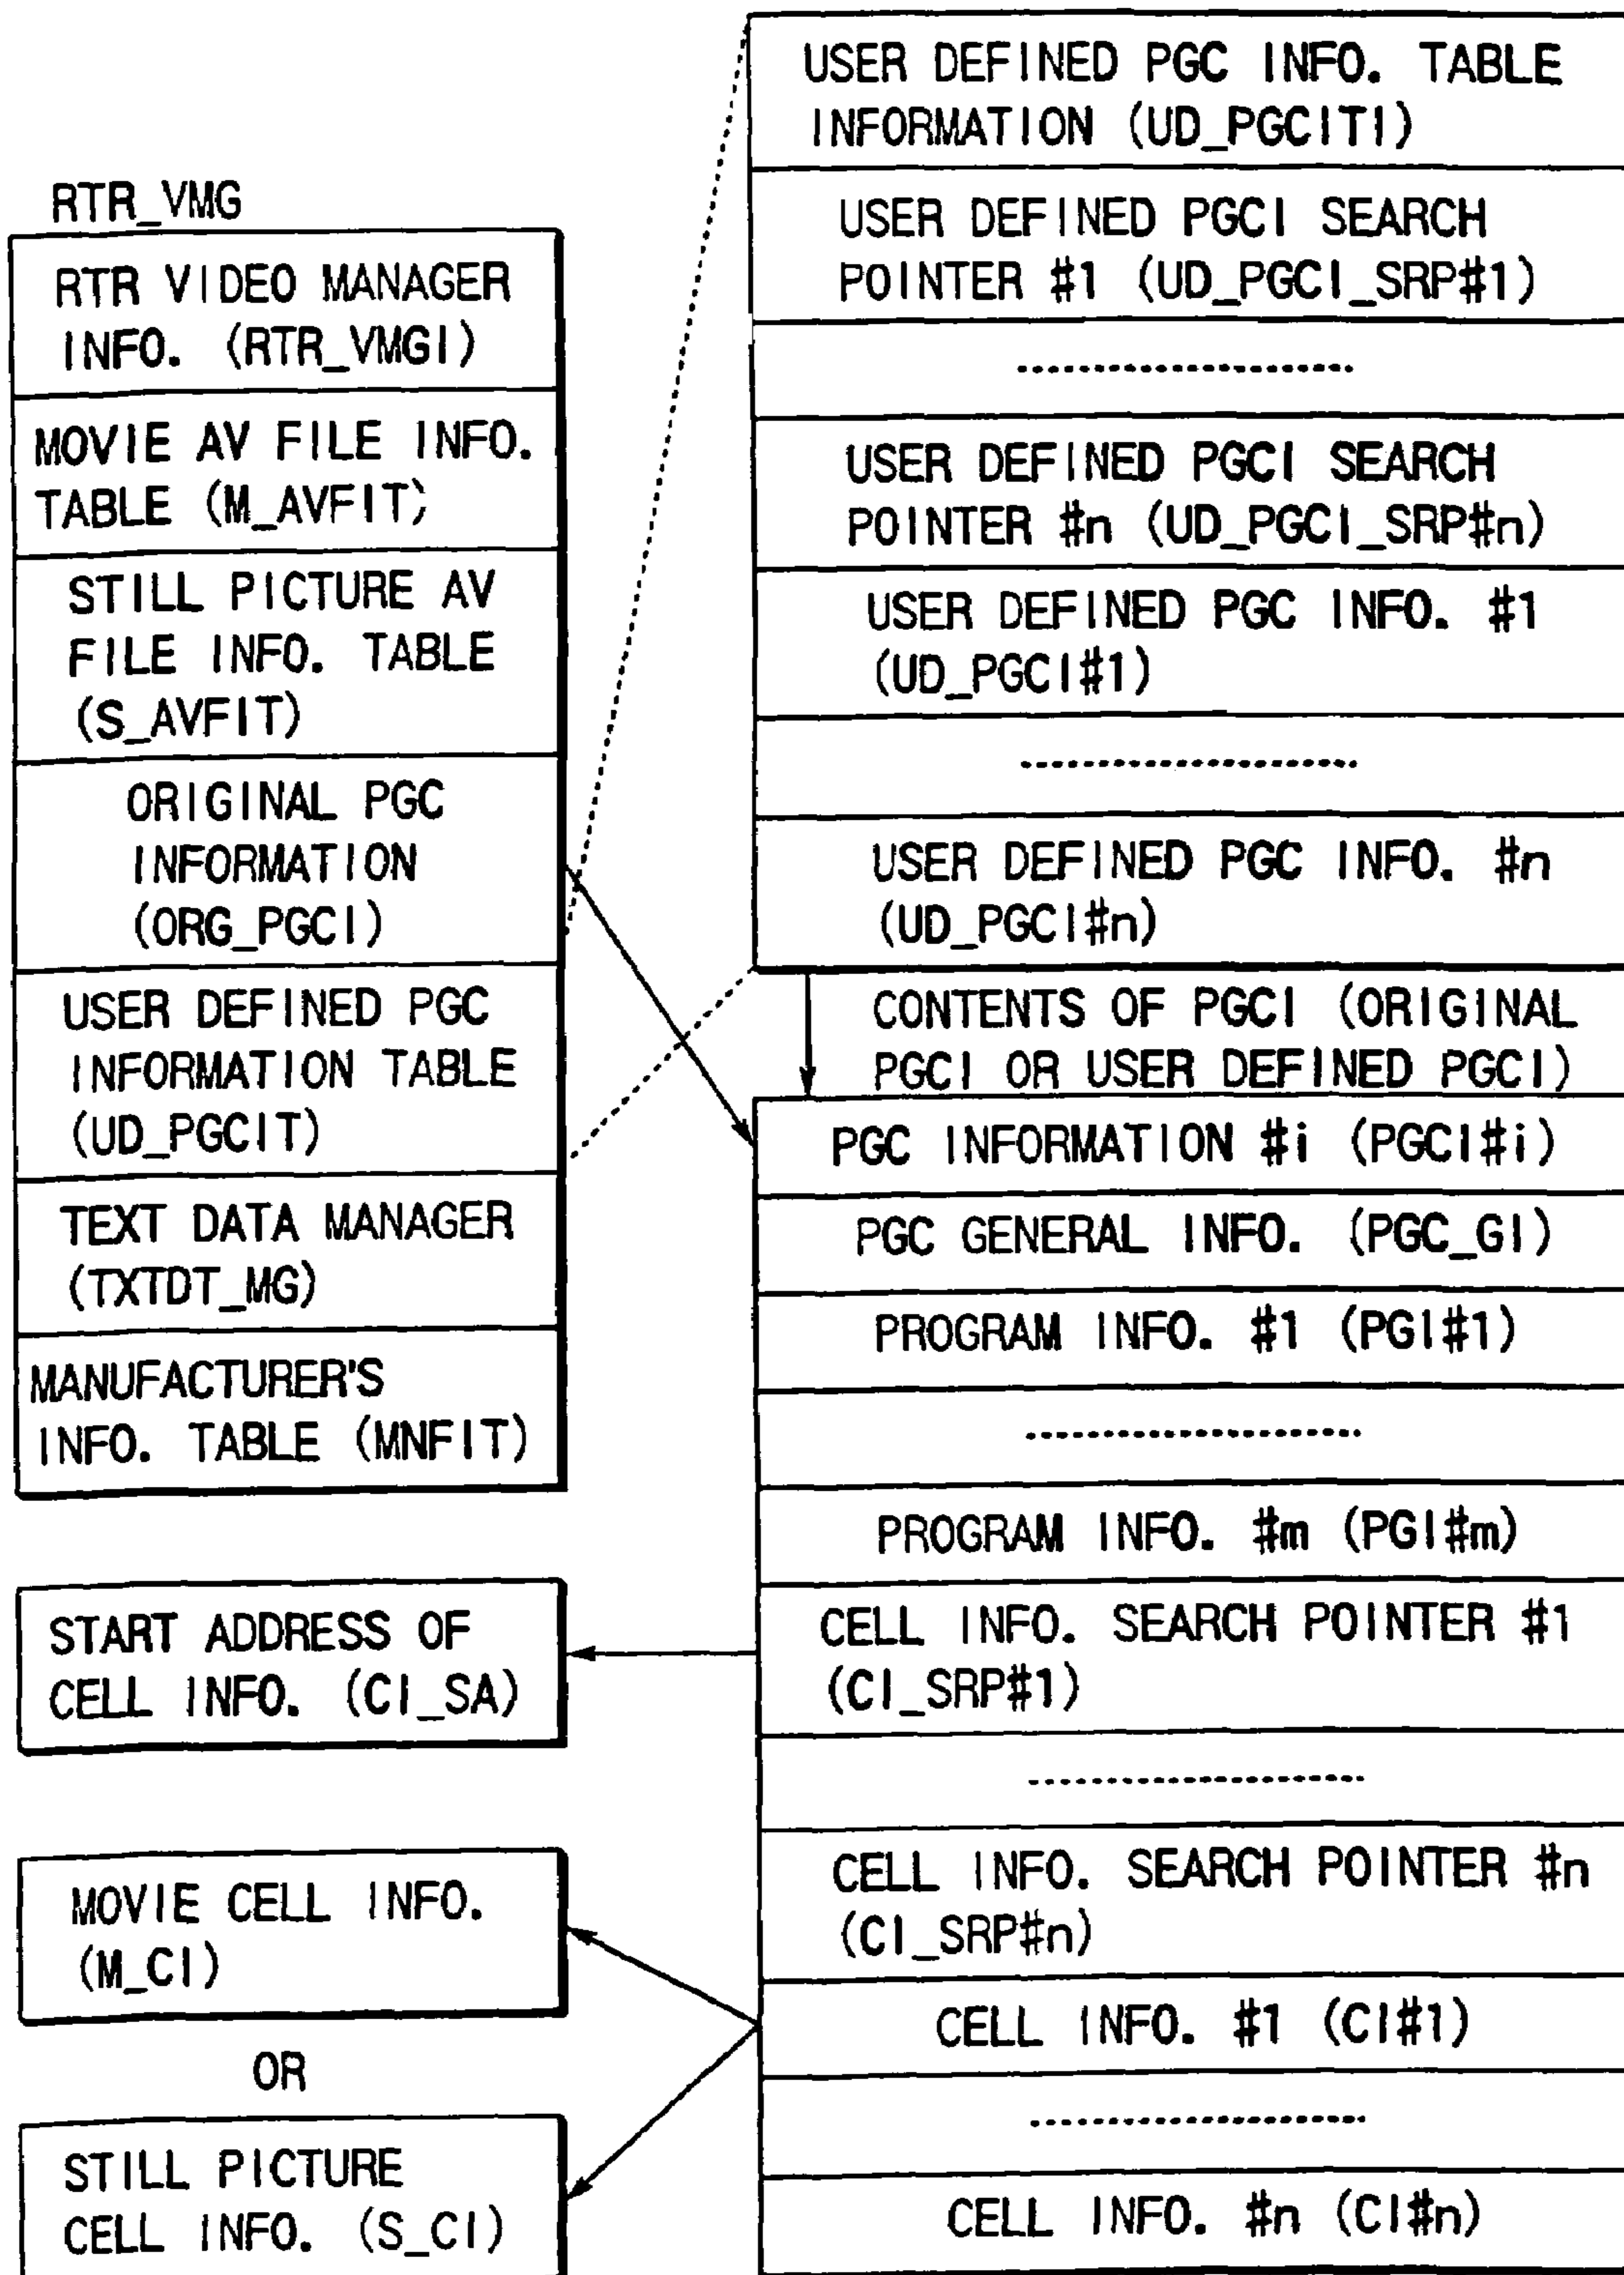 RTR_VMG
RTR VIDEO MANAGER
INFO. (RTR_VMGI)
MOVIE AV FILE INFO.
TABLE (M_AVFIT)
STILL PICTURE AV
FILE INFO. TABLE
(S_AVFIT)
ORIGINAL PGC
INFORMATION
(ORG_PGCI)
USER DEFINED PGC
INFORMATION TABLE
(UD_PGCIT)
TEXT DATA MANAGER
(TXTDT_MG)
MANUFACTURER'S
INFO. TABLE (MNFIT)
USER DEFINED PGC INFO. TABLE
INFORMATION (UD_PGCITI)
USER DEFINED PGCI SEARCH
POINTER #1 (UD_PGCI_SRP#1)
USER DEFINED PGCI SEARCH
POINTER #n (UD_PGCI_SRP#n)
USER DEFINED PGC INFO. #1
(UD_PGCI#1)
USER DEFINED PGC INFO. #n
(UD_PGCI#n)
CONTENTS OF PGCI (ORIGINAL
PGCI OR USER DEFINED PGCI)
PGC INFORMATION #i (PGCI#i)
PGC GENERAL INFO. (PGC_GI)
PROGRAM INFO. #1 (PGI#1)
PROGRAM INFO. #m (PGI#m)
CELL INFO. SEARCH POINTER #1
(CI_SRP#1)
CELL INFO. SEARCH POINTER #n
(CI_SRP#n)
CELL INFO. #1 (CI#1)
CELL INFO. #n (CI#n)
START ADDRESS OF
CELL INFO. (CI_SA)
MOVIE CELL INFO.
(M_CI)
OR
STILL PICTURE
CELL INFO. (S_CI)